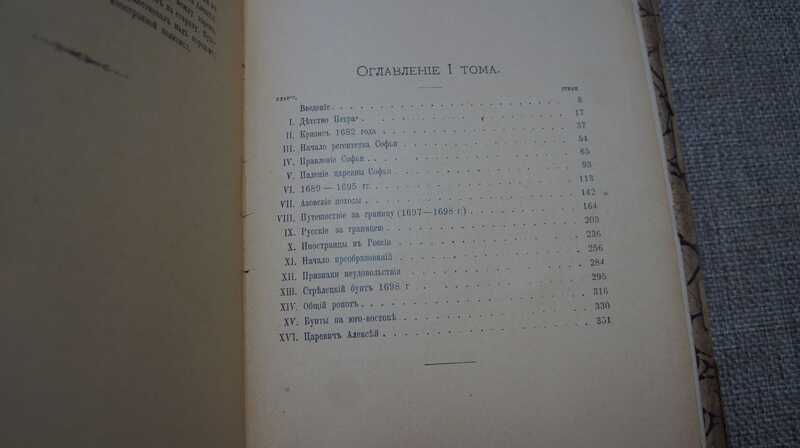 Оглавленіе I тома.
Введеніе
I. Дѣтство Петра 17
II. Кризисъ 1682 года 37
III. Начало регентства Софьи 54
IV. Правленіе Софьи 65
V. Паденіе царевны Софьи 93
VI. 1689—1695 гг. 113
VII. Азовскіе походы 142
VIII. Путешествіе за границу (1697—1698 г.) 164
IX. Русскіе за границею 203
X. Иностранцы въ Россіи 236
XI. Начало преобразованій 256
XII. Признаки неудовольствія 284
XIII. Стрѣлецкій бунтъ 1698 г 295
XIV. Общій ропотъ 316
XV. Бунты на юго-востокѣ 330
XVI. Царевичъ Алексѣй 351